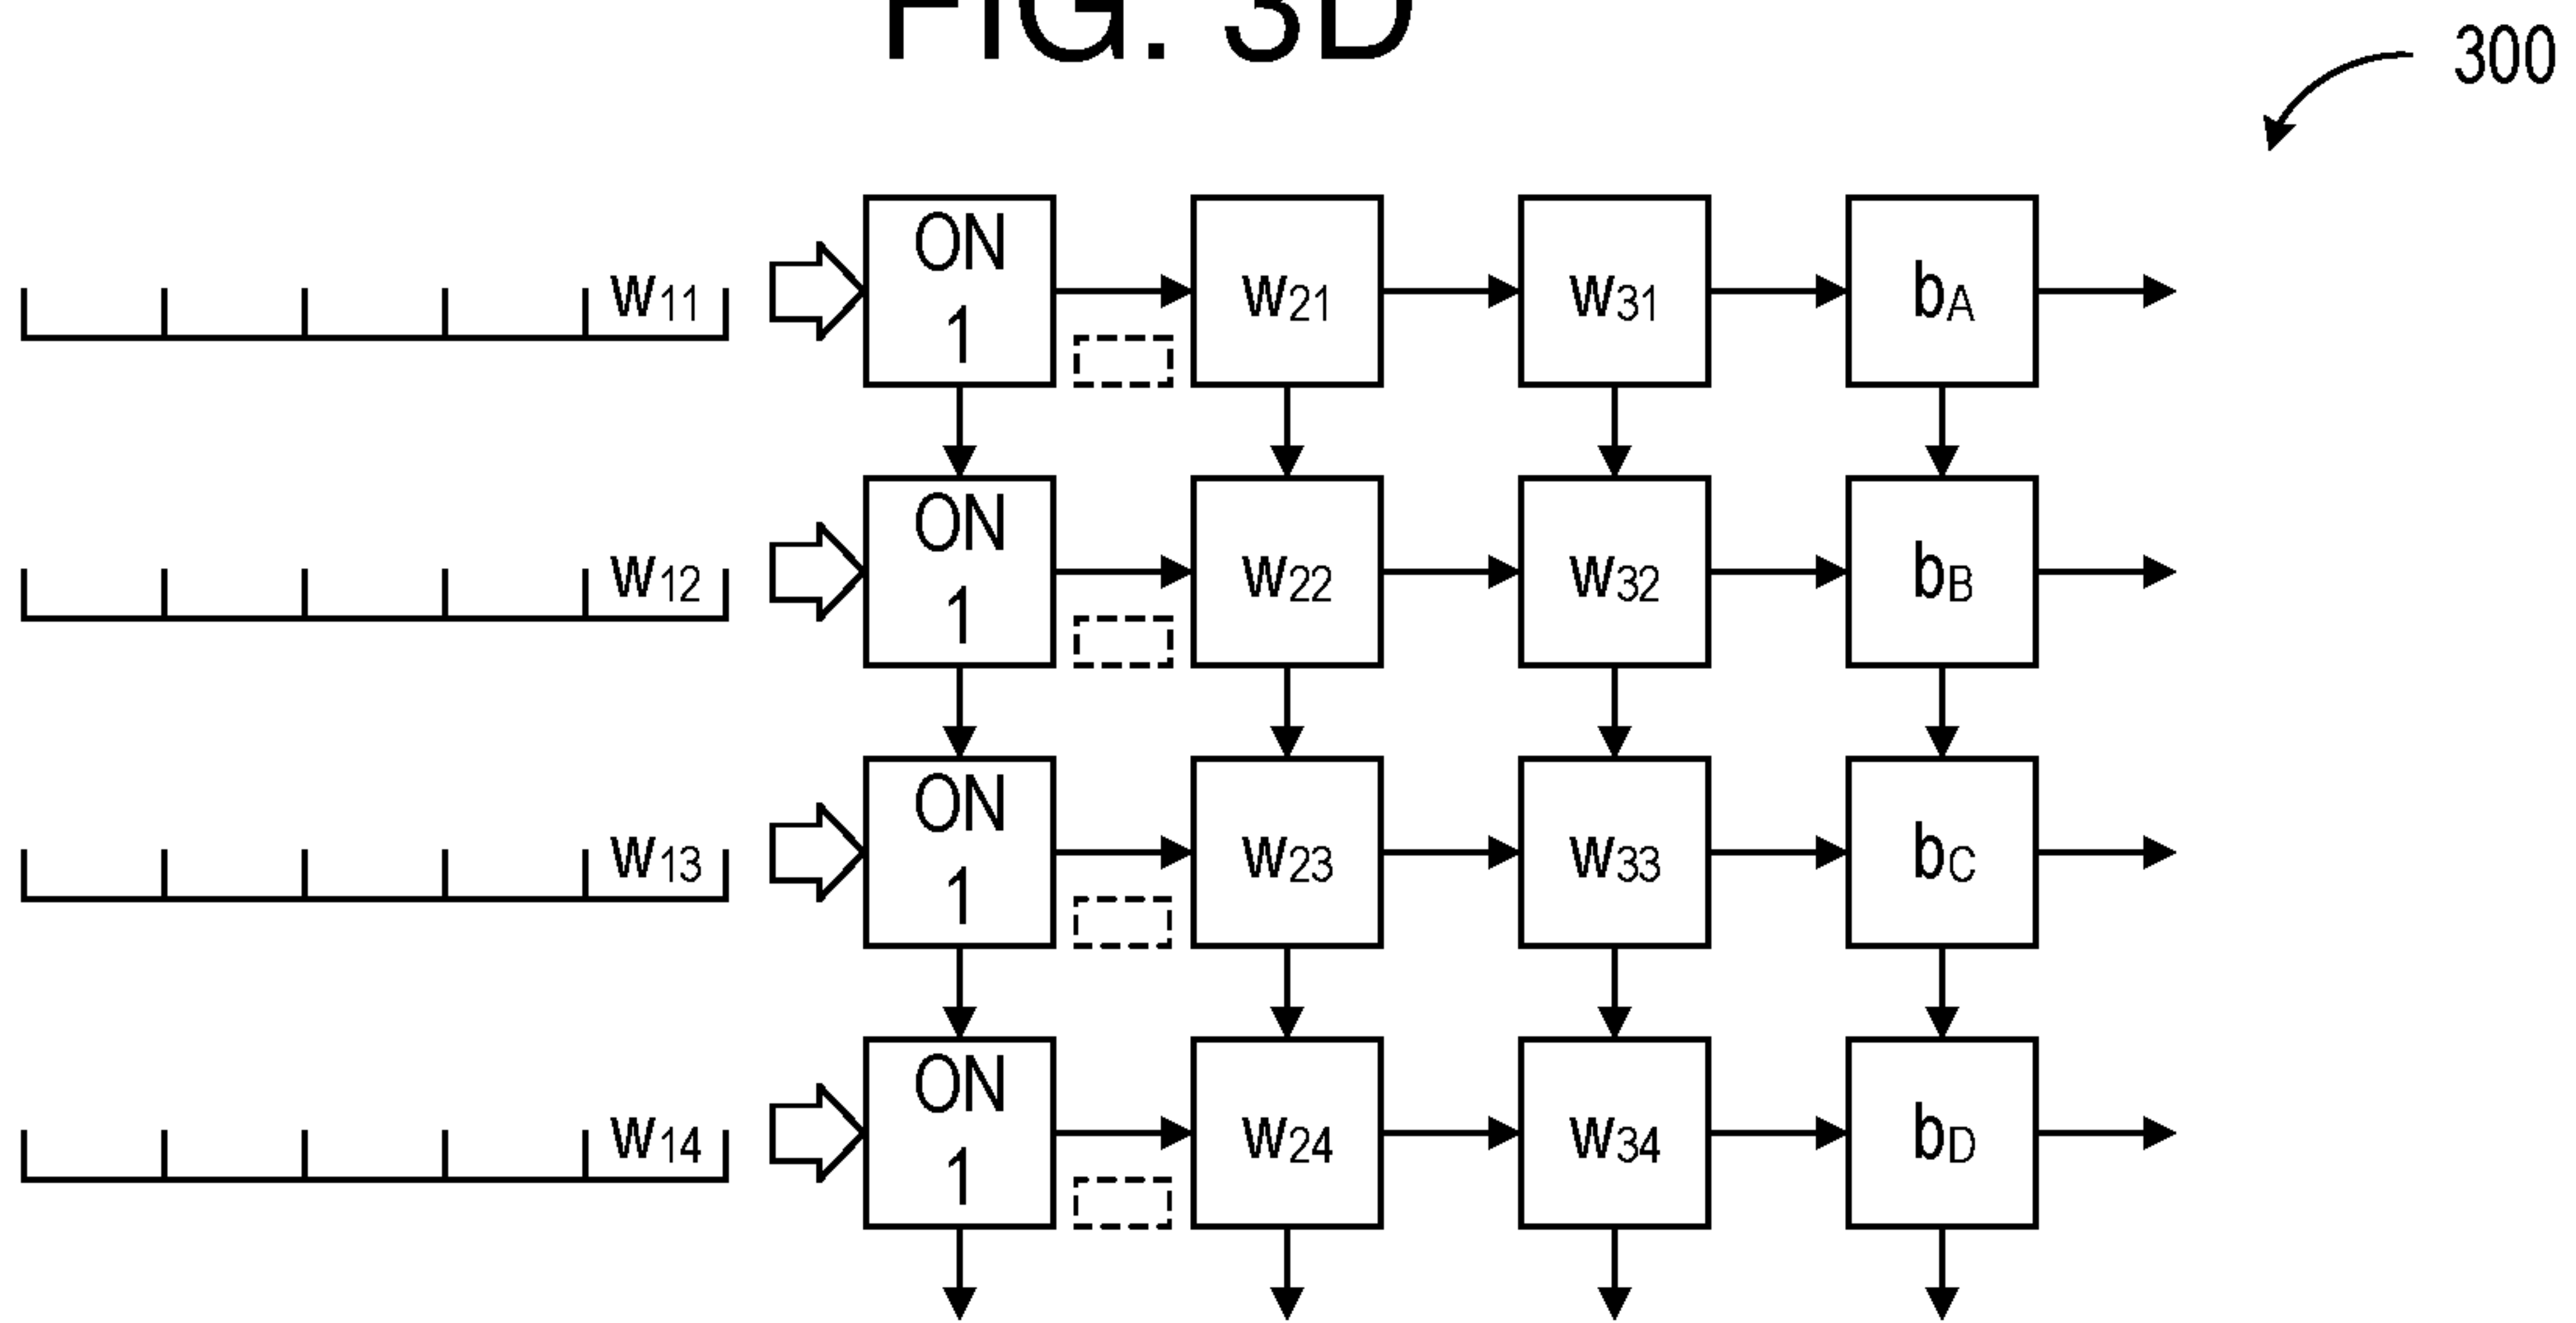 FIG. 3D
300
W11 ON 1 W21 W31 bA
W12 ON 1 W22 W32 bB
W13 ON 1 W23 W33 bC
W14 ON 1 W24 W34 bD